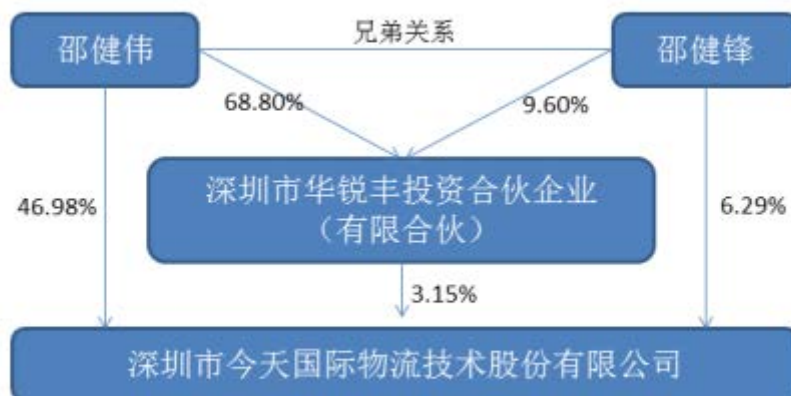 兄弟关系
邵健伟
邵健锋
68.80%
9.60%
深圳市华锐丰投资合伙企业
（有限合伙）
46.98%
6.29%
3.15%
深圳市今天国际物流技术股份有限公司